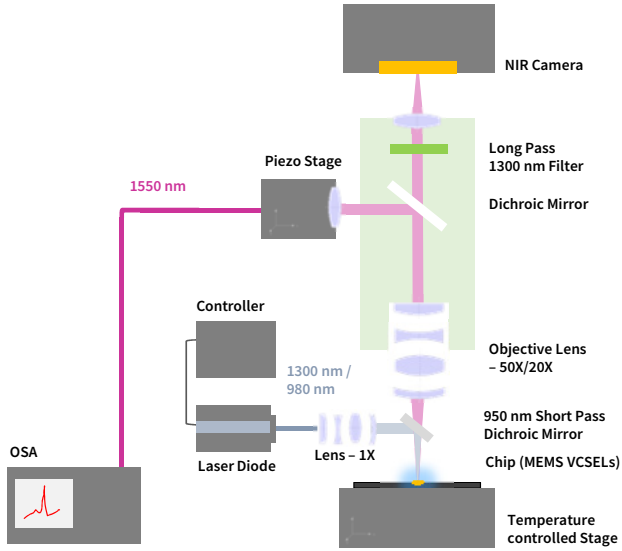 NIR Camera
Long Pass
1300 nm Filter
Piezo Stage
1550 nm
Dichroic Mirror
Controller
Objective Lens
– 50X/20X
1300 nm /
980 nm
950 nm Short Pass
Dichroic Mirror
OSA
Laser Diode
Lens – 1X
Chip (MEMS VCSELs)
Temperature
controlled Stage